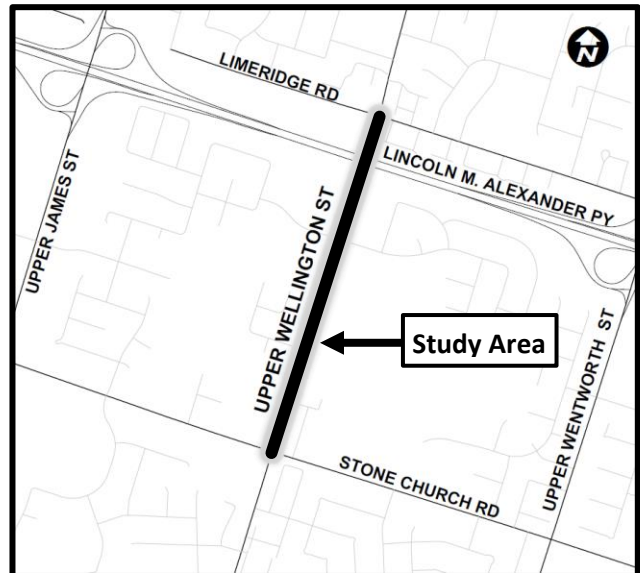 LIMERIDGE RD
N
LINCOLN M. ALEXANDER PY
UPPER JAMES ST
UPPER WELLINGTON ST
Study Area
UPPER WENTWORTH ST
STONE CHURCH RD